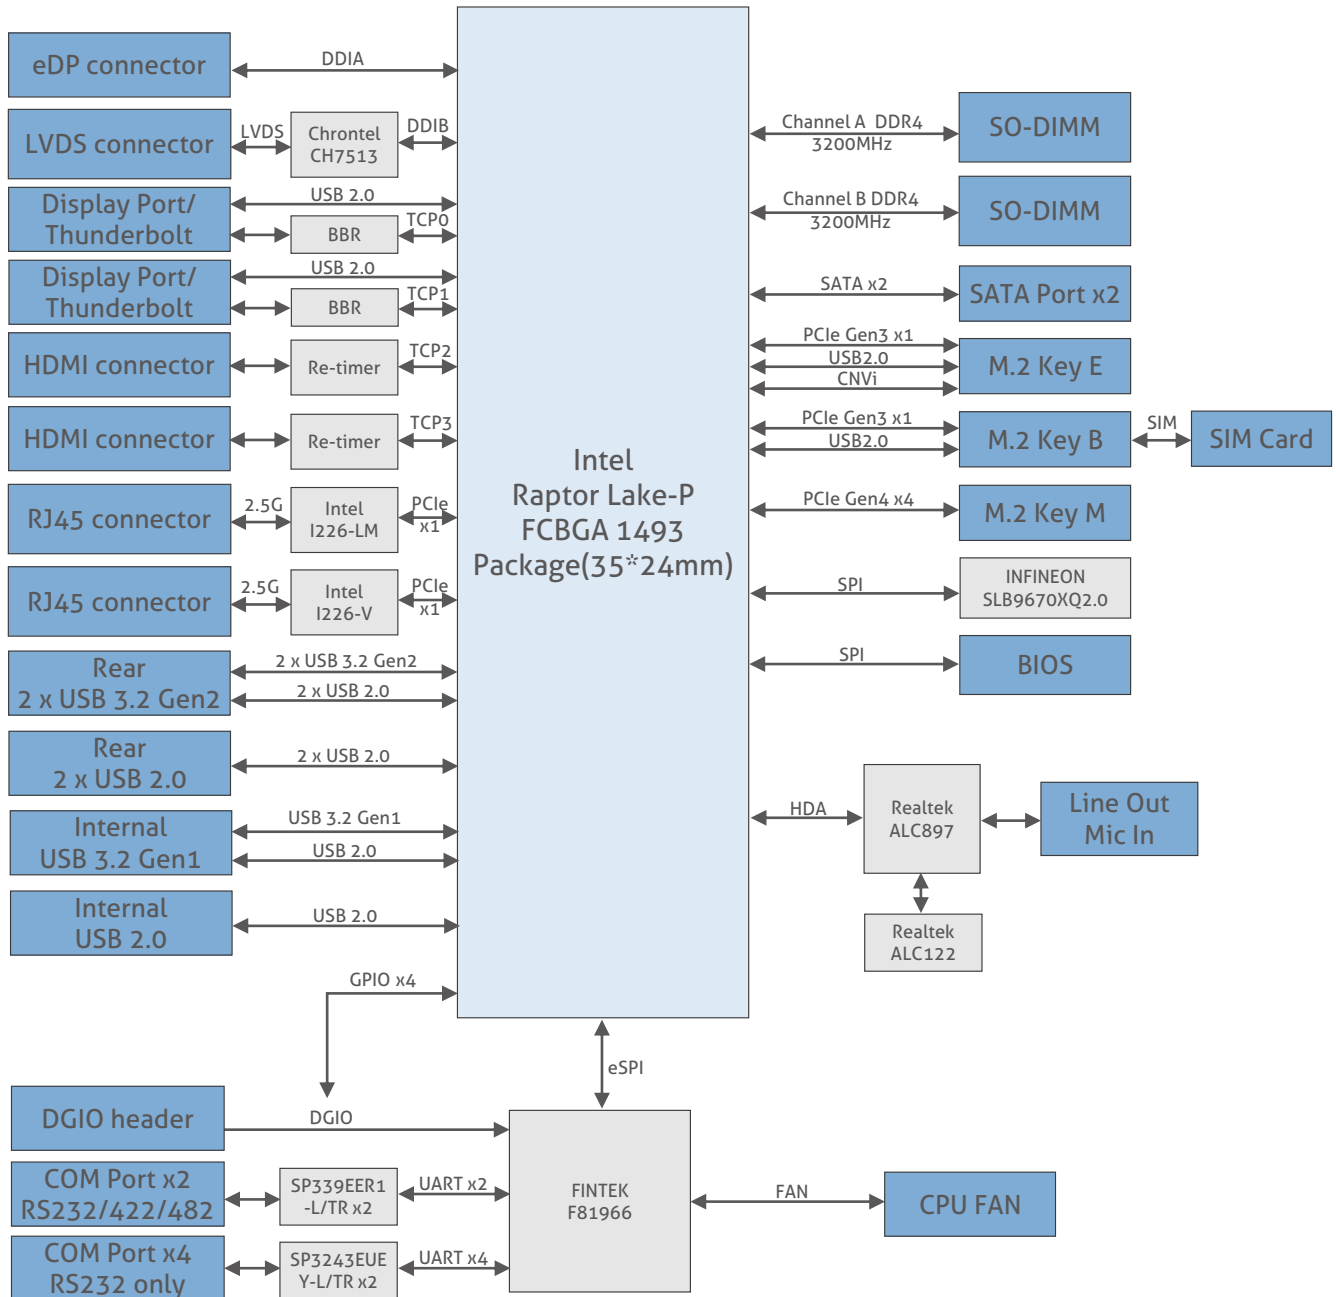 eDP connector
DDIA
LVDS connector
LVDS
Chrontel
CH7513
DDIB
Display Port/
Thunderbolt
USB 2.0
BBR
TCP0
Display Port/
Thunderbolt
USB 2.0
BBR
TCP1
HDMI connector
Re-timer
TCP2
HDMI connector
Re-timer
TCP3
RJ45 connector
2.5G
Intel
I226-LM
PCIe
x1
RJ45 connector
2.5G
Intel
I226-V
PCIe
x1
Rear
2 x USB 3.2 Gen2
2 x USB 3.2 Gen2
2 x USB 2.0
Rear
2 x USB 2.0
2 x USB 2.0
Internal
USB 3.2 Gen1
USB 3.2 Gen1
USB 2.0
Internal
USB 2.0
USB 2.0
GPIO x4
Intel
Raptor Lake-P
FCBGA 1493
Package(35*24mm)
Channel A DDR4
3200MHz
SO-DIMM
Channel B DDR4
3200MHz
SO-DIMM
SATA x2
SATA Port x2
PCIe Gen3 x1
USB2.0
CNVi
M.2 Key E
PCIe Gen3 x1
USB2.0
M.2 Key B
SIM
SIM Card
PCIe Gen4 x4
M.2 Key M
SPI
INFINEON
SLB9670XQ2.0
SPI
BIOS
HDA
Realtek
ALC897
Line Out
Mic In
Realtek
ALC122
eSPI
DGIO header
DGIO
COM Port x2
RS232/422/482
SP339EER1
-L/TR x2
UART x2
COM Port x4
RS232 only
SP3243EUE
Y-L/TR x2
UART x4
FINTEK
F81966
FAN
CPU FAN